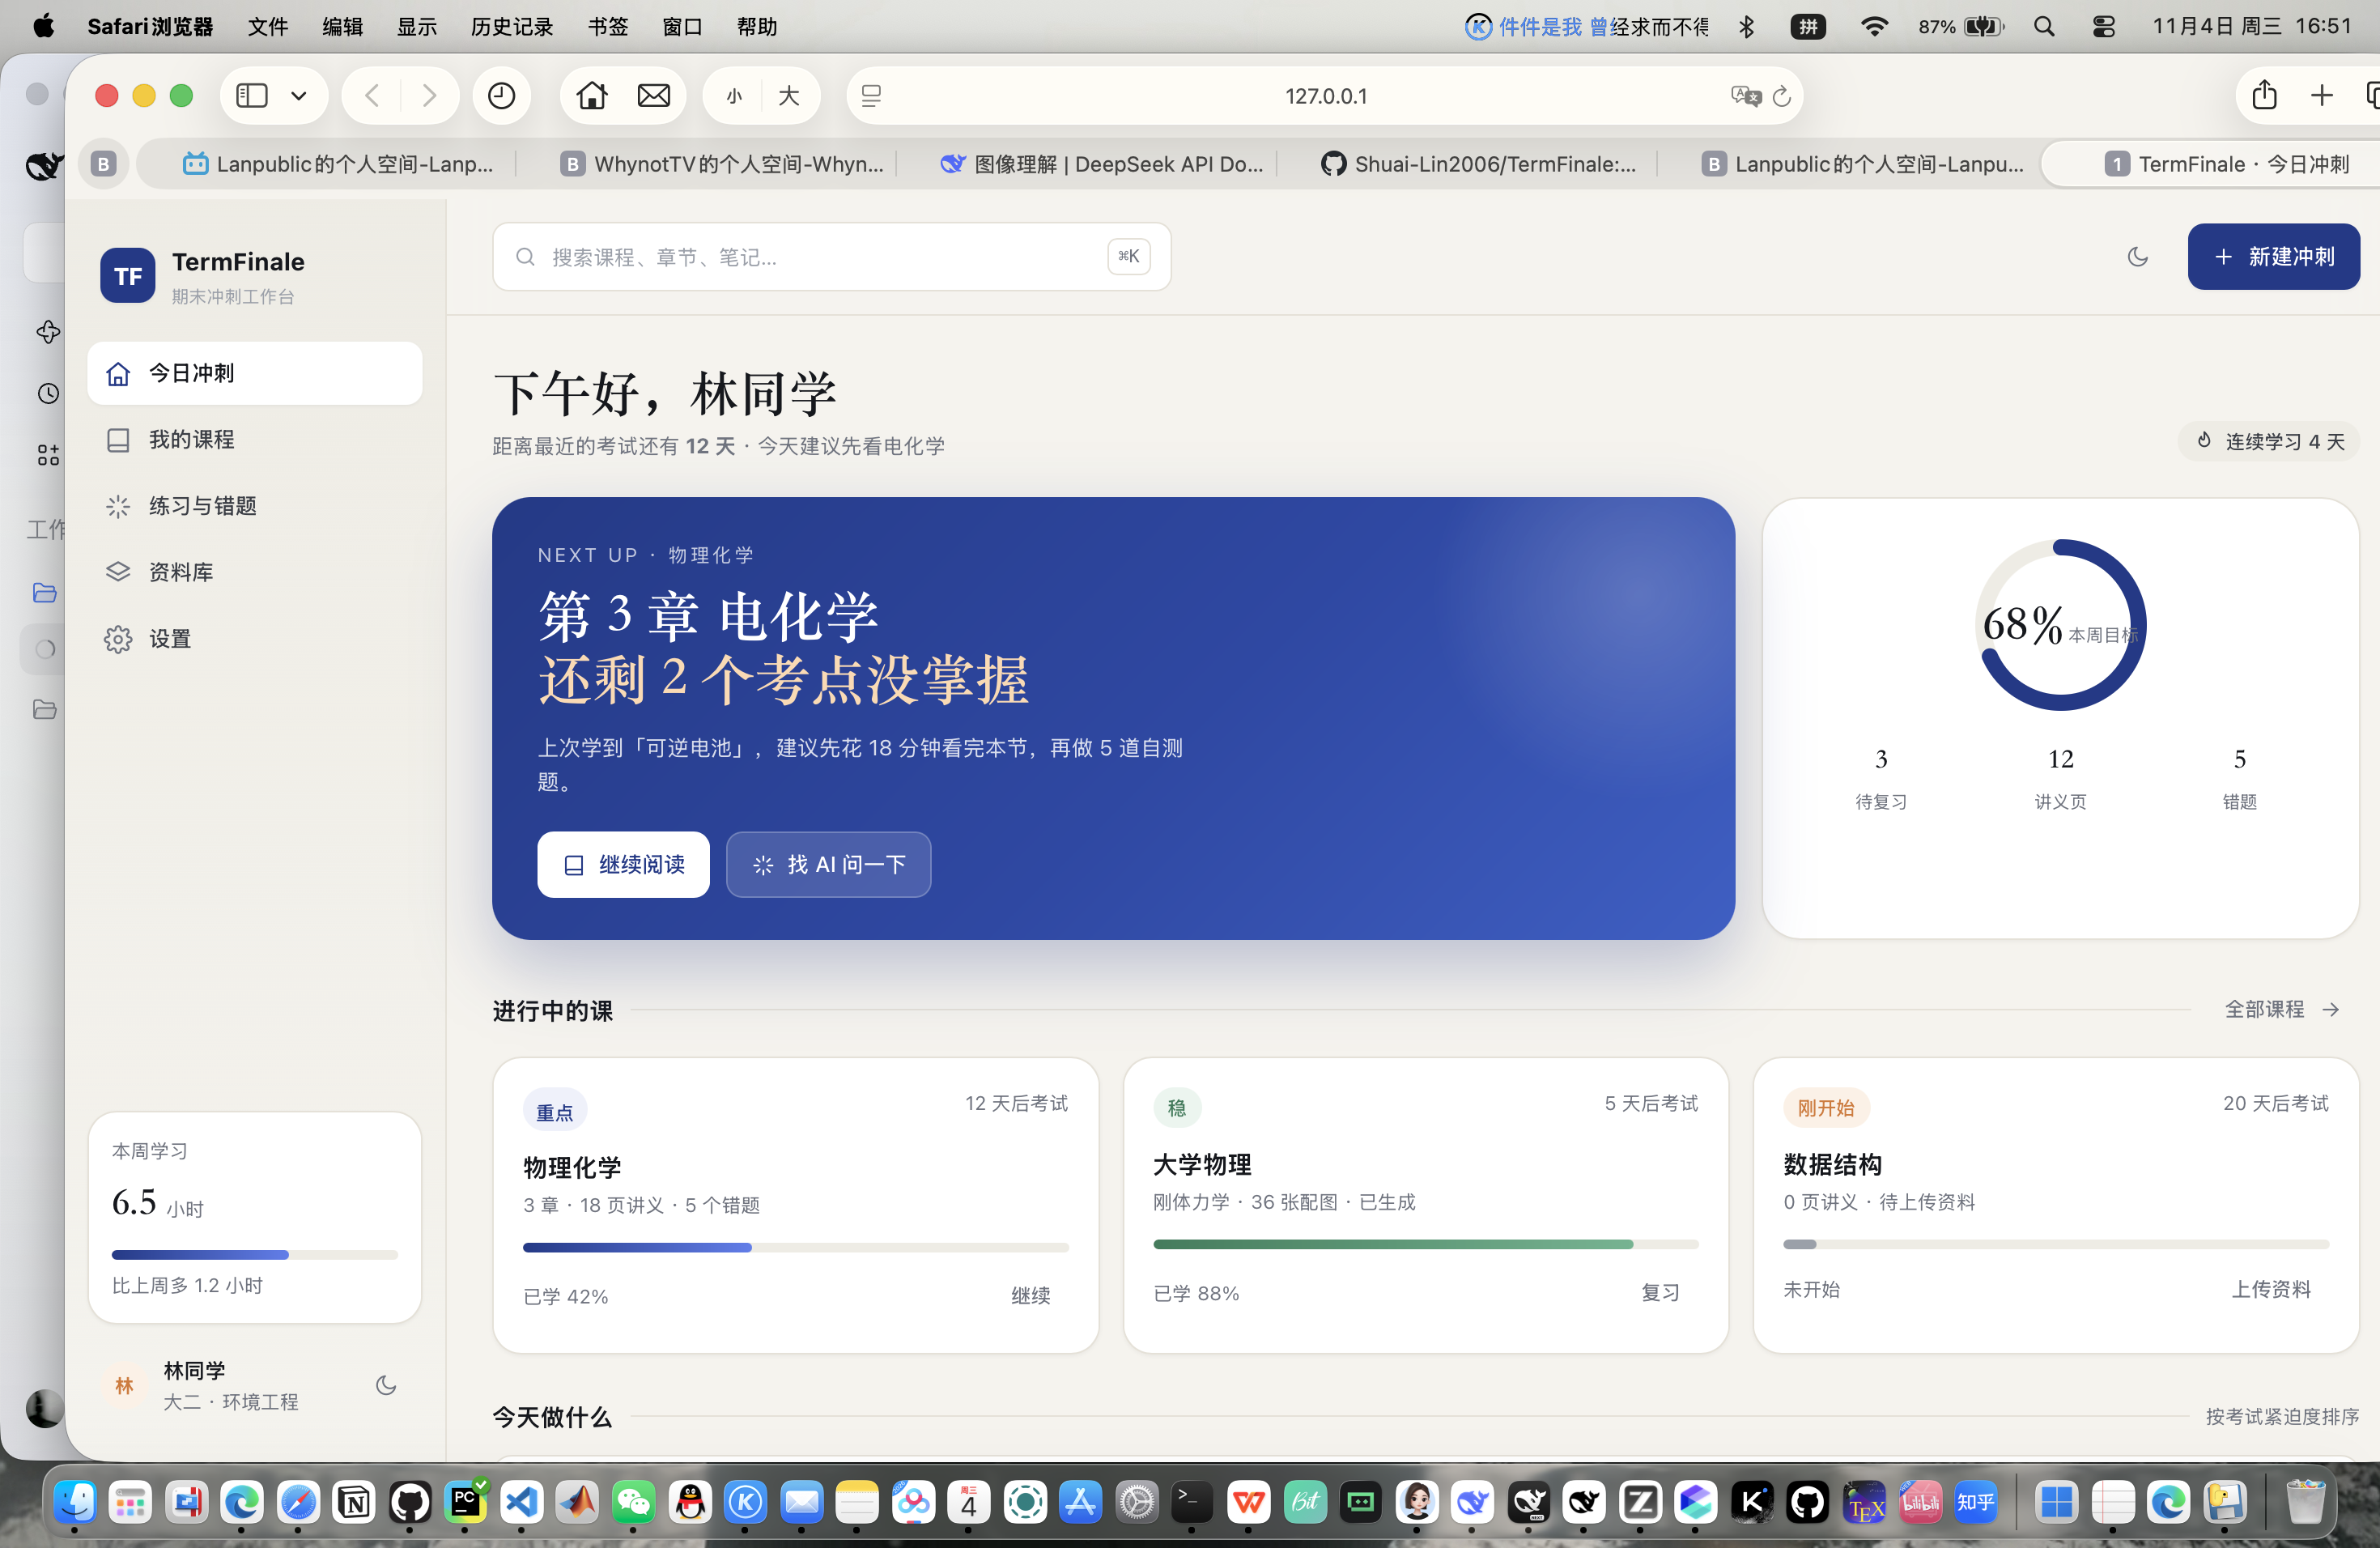 Safari浏览器 文件 编辑 显示 历史记录 书签 窗口 帮助
件件是我 曾经求而不得 拼 87% 11月4日 周三 16:51
小 大
127.0.0.1
B
Lanpublic的个人空间-Lanp...
B WhynotTV的个人空间-Whyn...
图像理解 | DeepSeek API Do...
Shuai-Lin2006/TermFinale:...
B Lanpublic的个人空间-Lanpu...
1 TermFinale · 今日冲刺
工作
TF
TermFinale
期末冲刺工作台
今日冲刺
我的课程
练习与错题
资料库
设置
本周学习
6.5 小时
比上周多 1.2 小时
林
林同学
大二 · 环境工程
搜索课程、章节、笔记...
⌘K
+ 新建冲刺
下午好，林同学
距离最近的考试还有 12 天 · 今天建议先看电化学
连续学习 4 天
NEXT UP · 物理化学
第 3 章 电化学
还剩 2 个考点没掌握
上次学到「可逆电池」，建议先花 18 分钟看完本节，再做 5 道自测
题。
继续阅读
找 AI 问一下
68% 本周目标
3 12 5
待复习 讲义页 错题
进行中的课
全部课程 →
重点
12 天后考试
物理化学
3 章 · 18 页讲义 · 5 个错题
已学 42%
继续
稳
5 天后考试
大学物理
刚体力学 · 36 张配图 · 已生成
已学 88%
复习
刚开始
20 天后考试
数据结构
0 页讲义 · 待上传资料
未开始
上传资料
今天做什么
按考试紧迫度排序
PC
周三
4
Bit
NEXT
TEX
bilibili
知乎